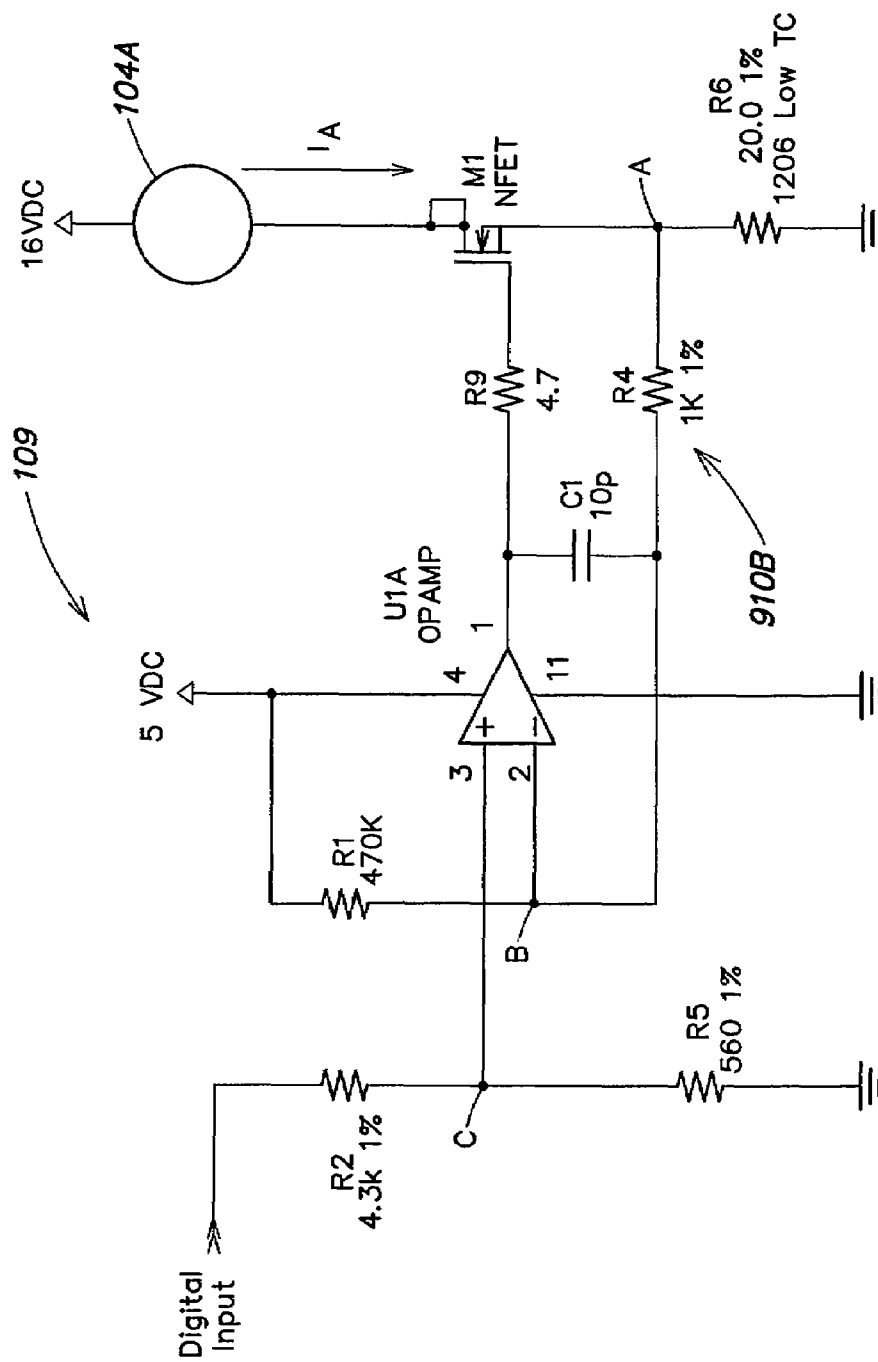 109
16VDC
104A
I A
5 VDC
U1A
OPAMP
M1
NFET
R1
470K
4
1
3
2
11
+
−
R9
4.7
C1
10p
R4
1K 1%
A
B
C
R6
20.0 1%
1206 Low TC
910B
Digital
Input
R2
4.3k 1%
R5
560 1%